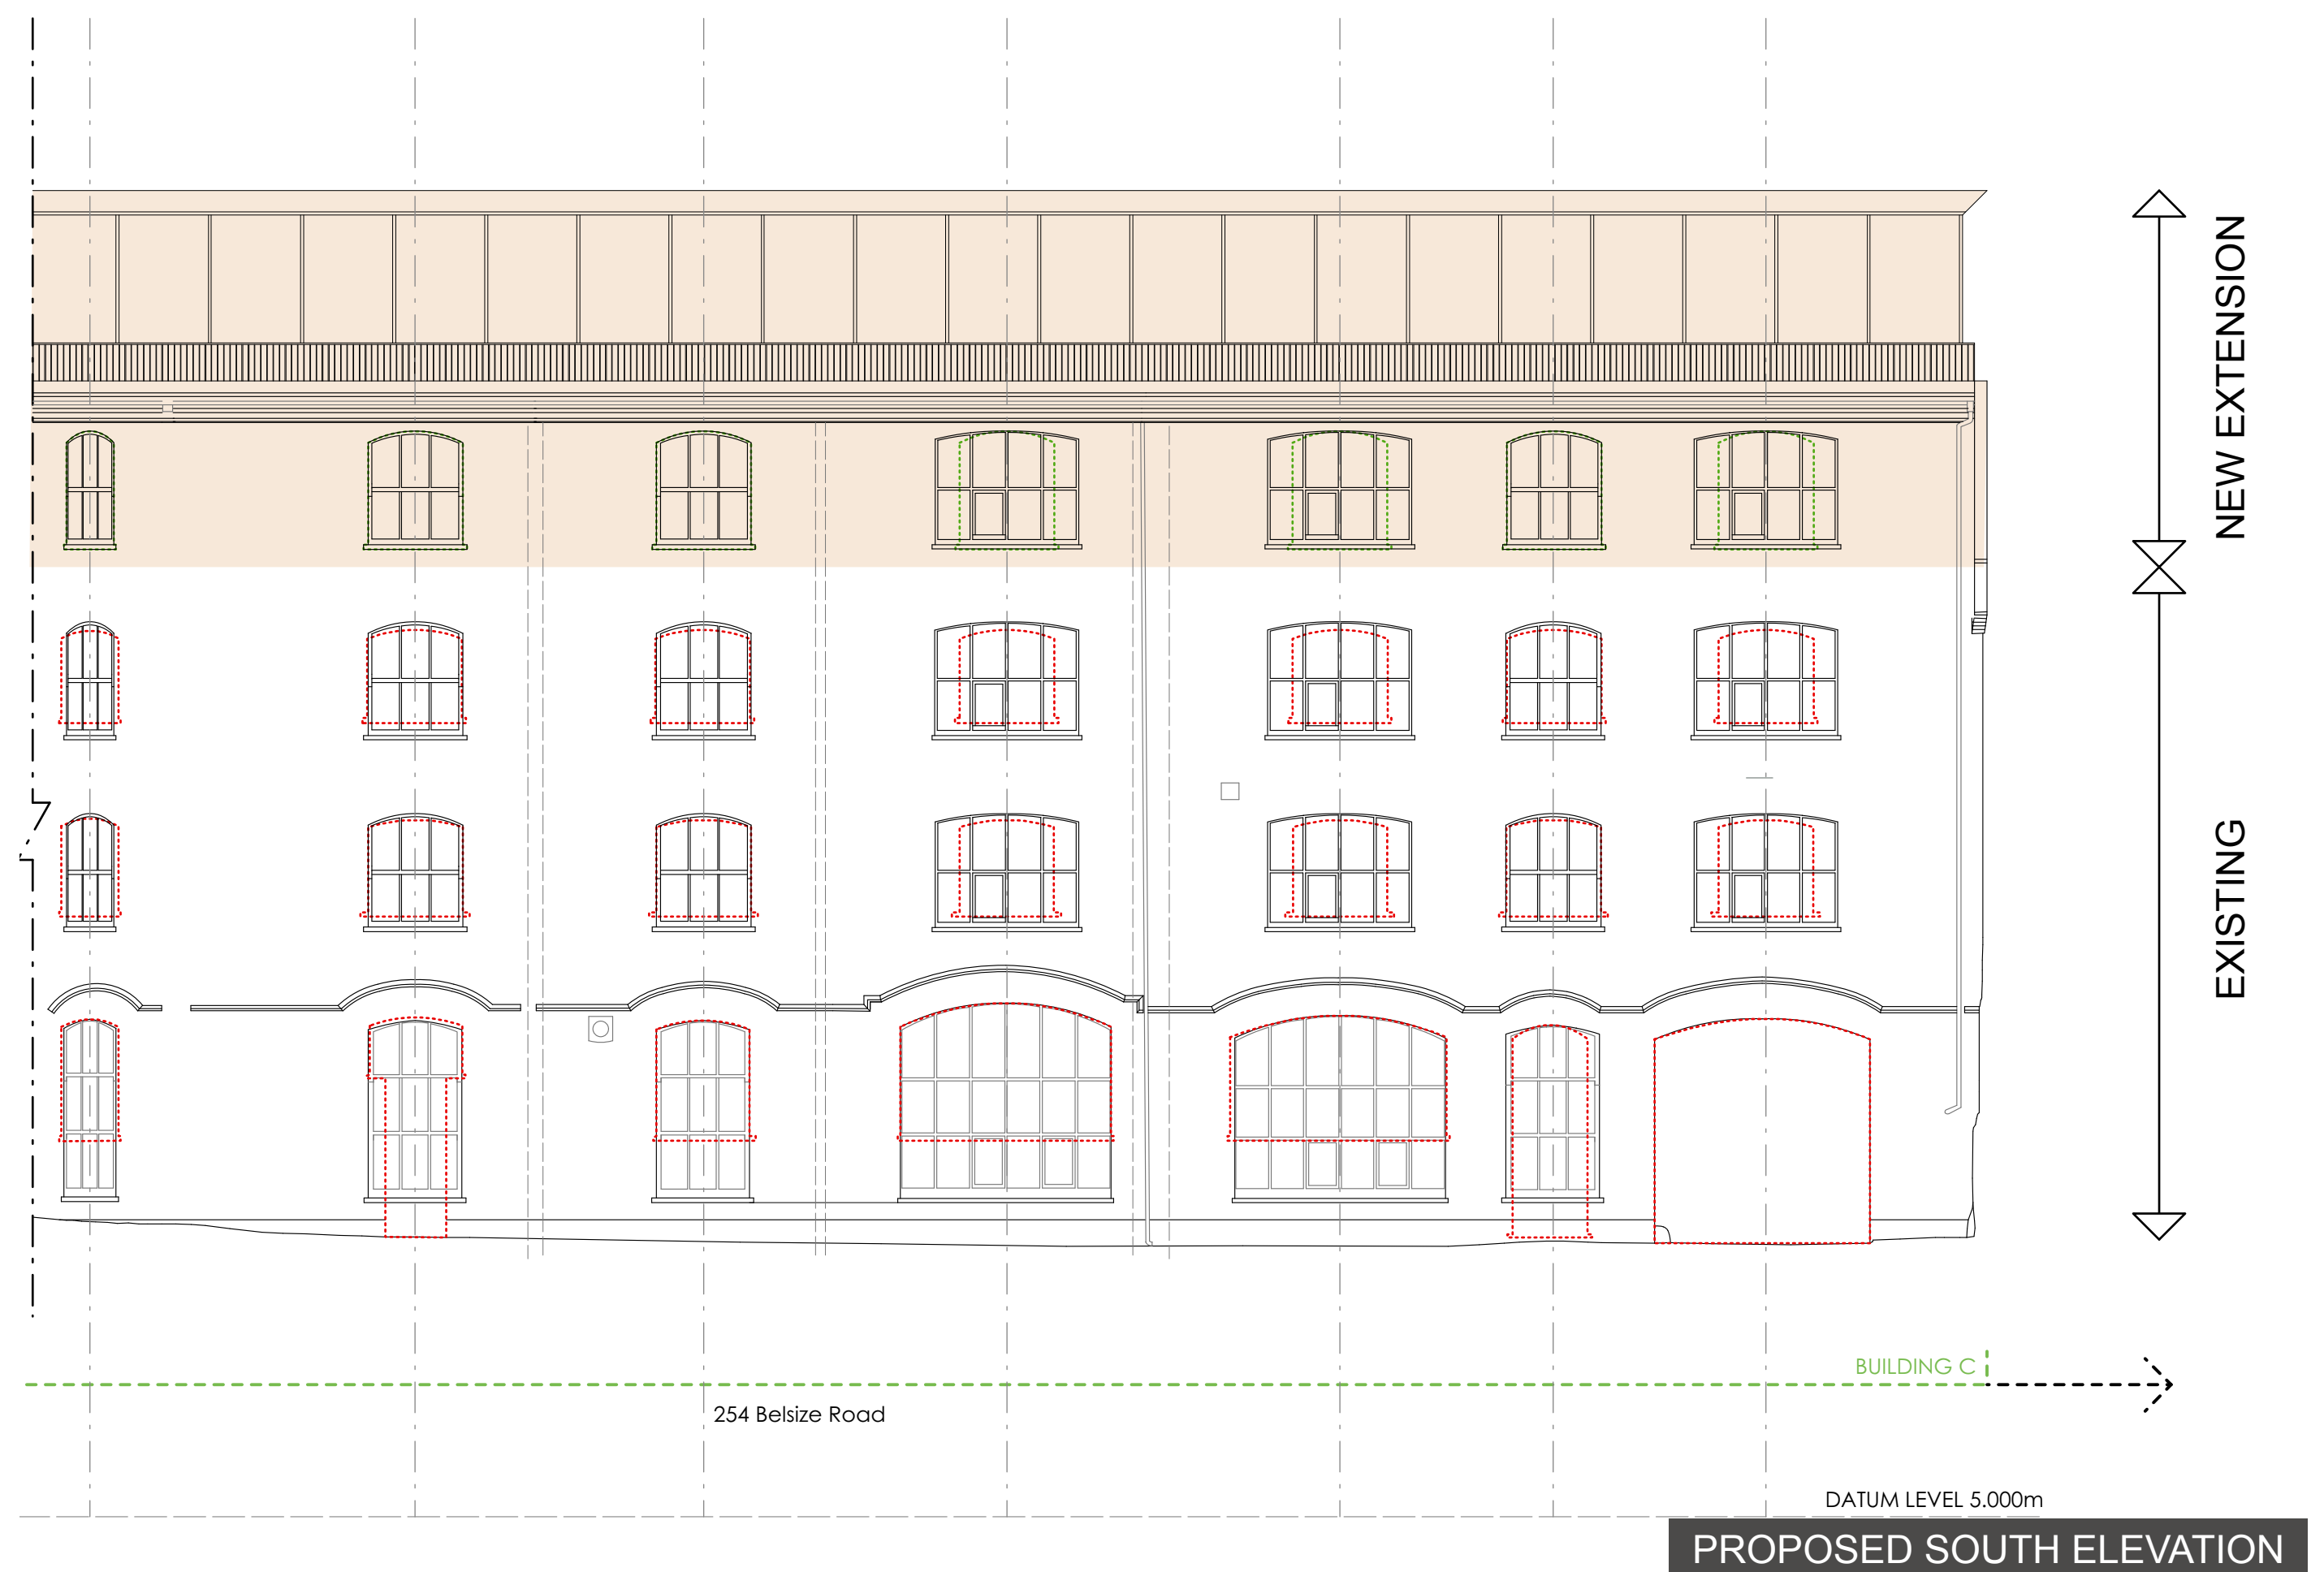 NEW EXTENSION
EXISTING
BUILDING C
254 Belsize Road
DATUM LEVEL 5.000m
PROPOSED SOUTH ELEVATION